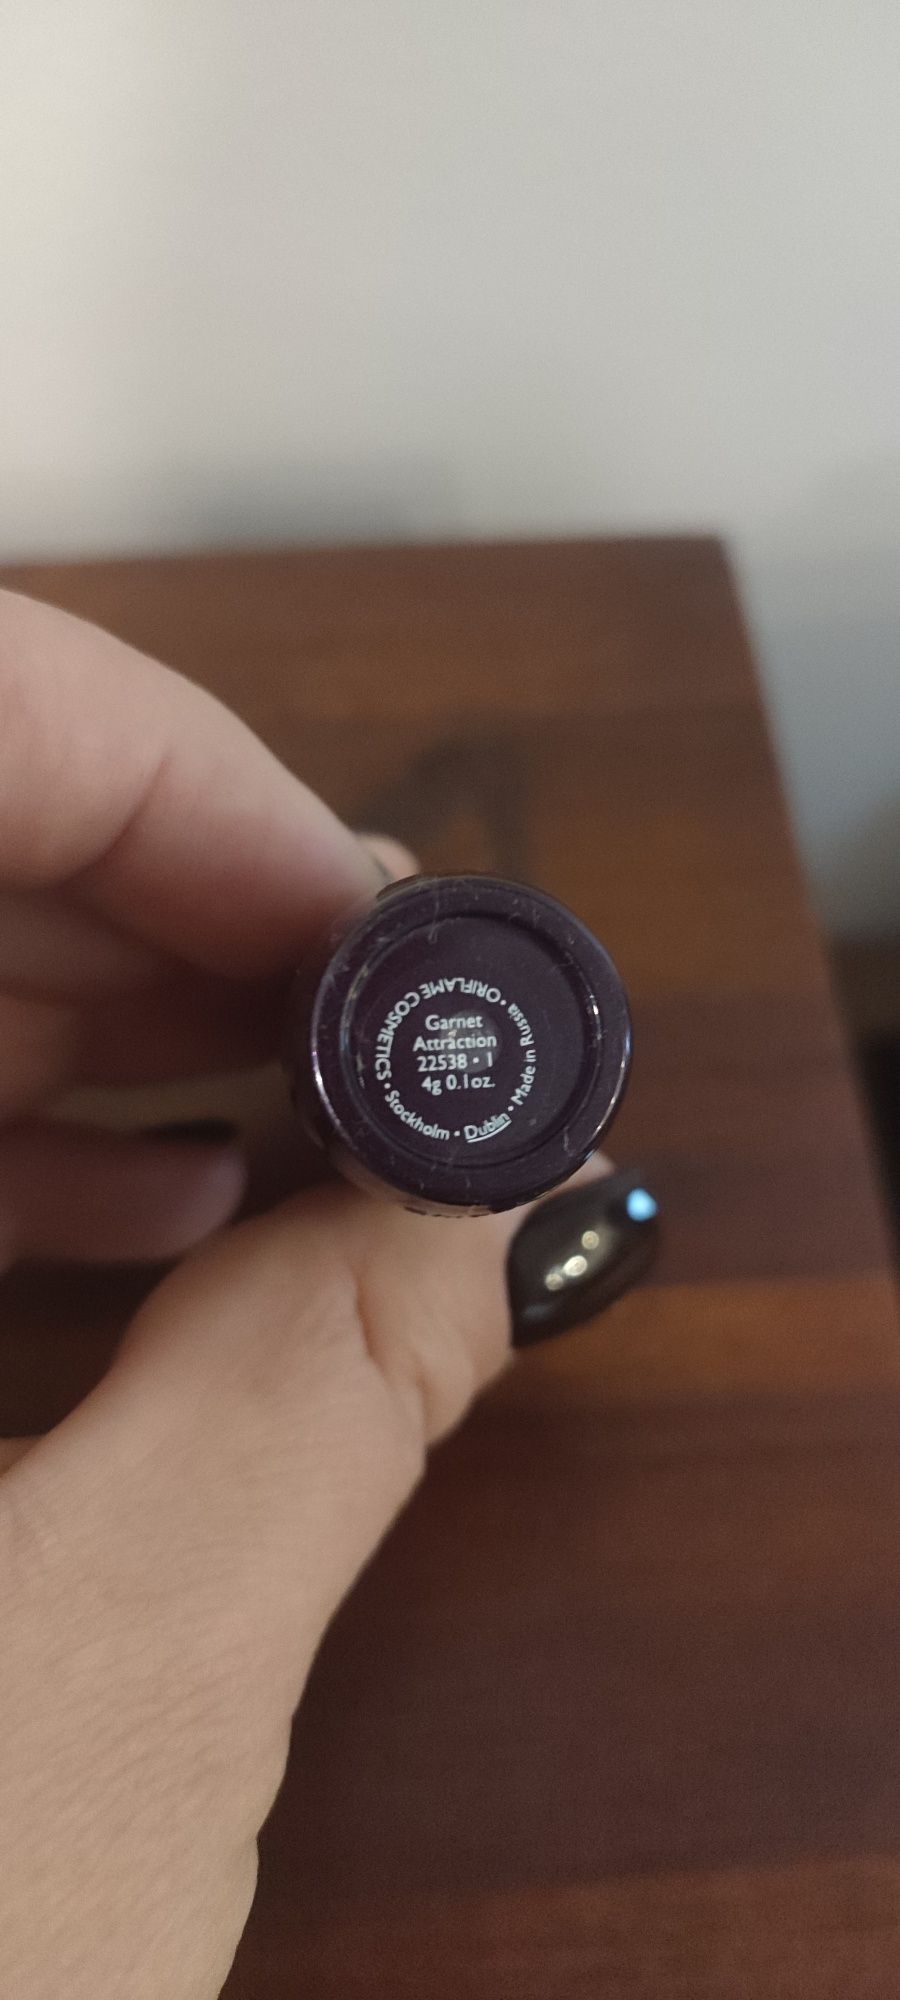 ORIFLAME COSMETICS • Stockholm • Dublin • Made in Russia •
Garnet
Attraction
22538 • 1
4g 0.1oz.